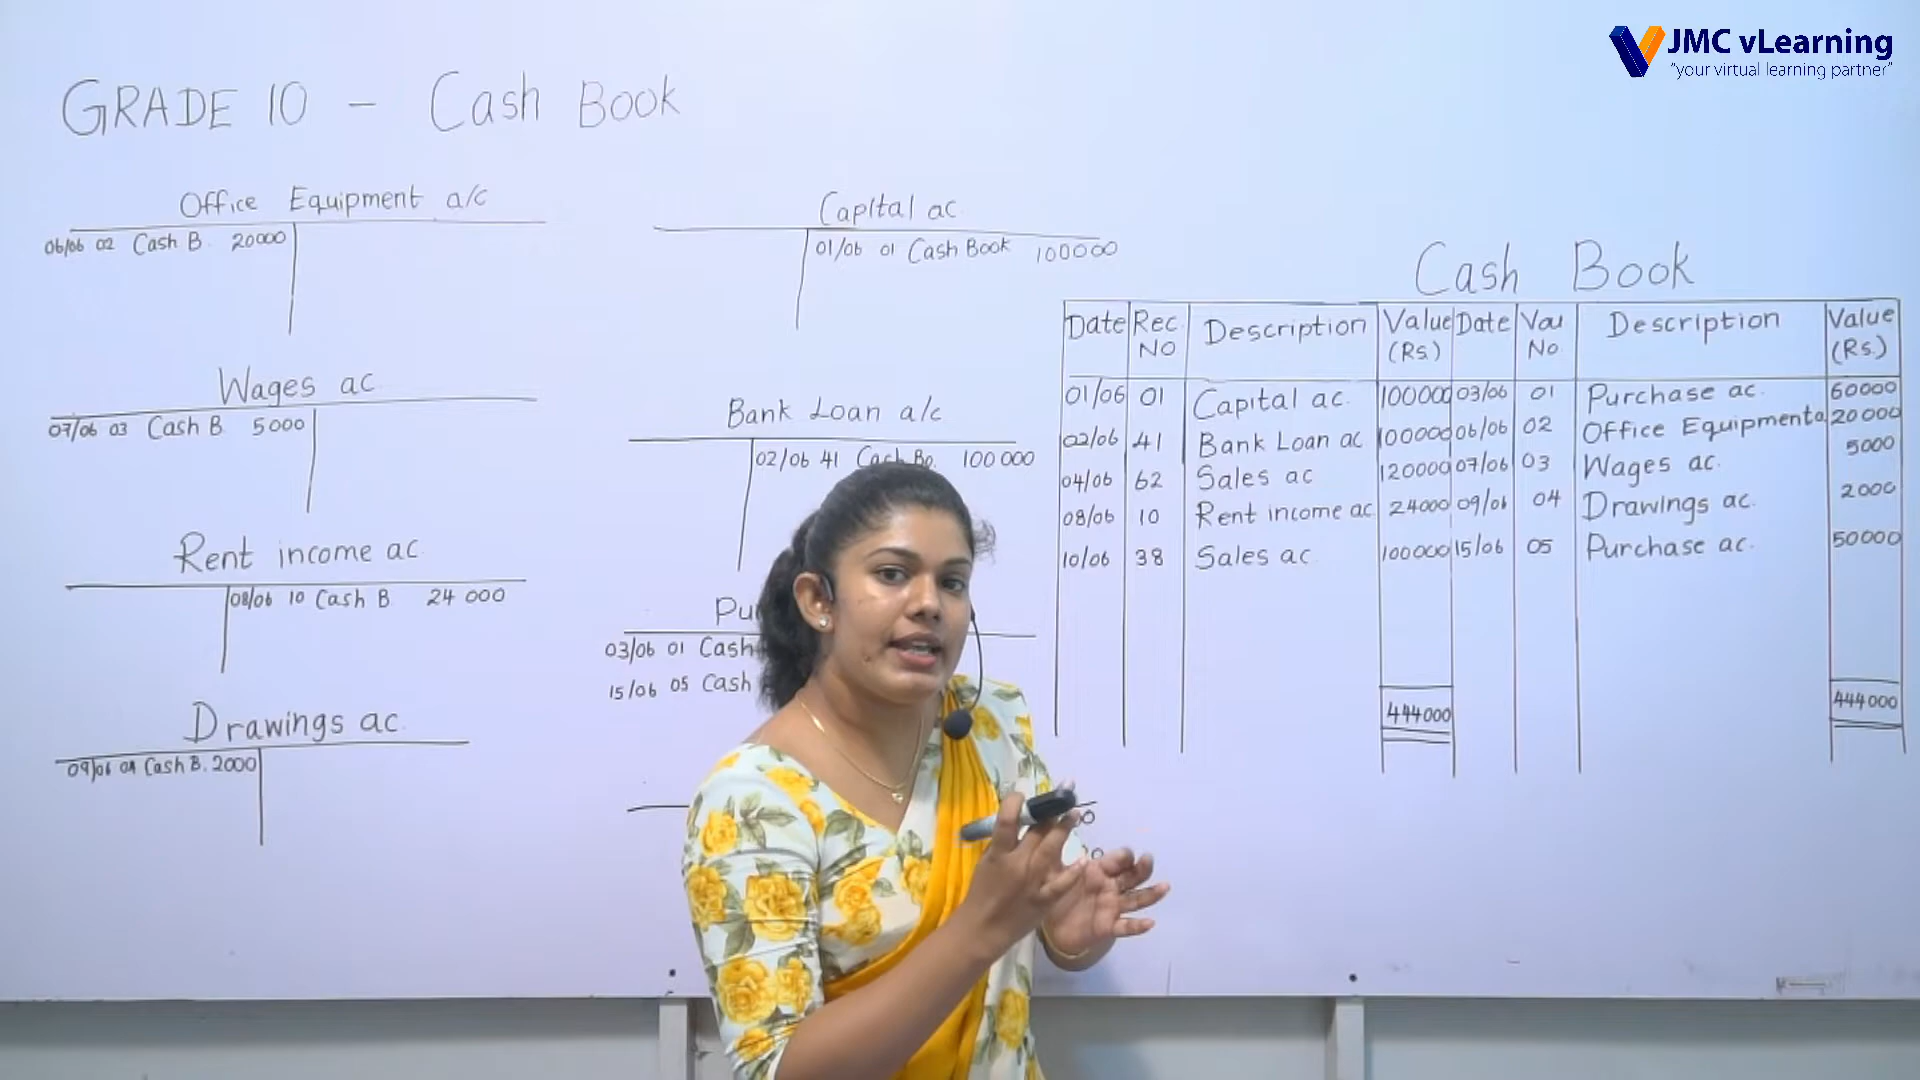 JMC vLearning
"your virtual learning partner"
GRADE 10 - Cash Book
Office Equipment a/c
06/06 02 Cash B. 20000
Wages ac.
07/06 03 Cash B 5000
Rent income ac.
08/06 10 Cash B. 24 000
Drawings ac.
09/06 04 Cash B. 2000
Capital ac.
01/06 01 Cash Book 100000
Bank Loan a/c
02/06 41 Cash Bo. 100 000
03/06 01 Cash
15/06 05 Cash
Cash Book
Date Rec. NO Description Value (Rs.) Date Vou No. Description Value (Rs.)
01/06 01 Capital ac. 100000 03/06 01 Purchase ac. 60000
02/06 41 Bank Loan ac 100000 06/06 02 Office Equipment a 20000
04/06 62 Sales ac 120000 07/06 03 Wages ac. 5000
08/06 10 Rent income ac. 24000 09/06 04 Drawings ac. 2000
10/06 38 Sales ac. 100000 15/06 05 Purchase ac. 50000
444000 444000